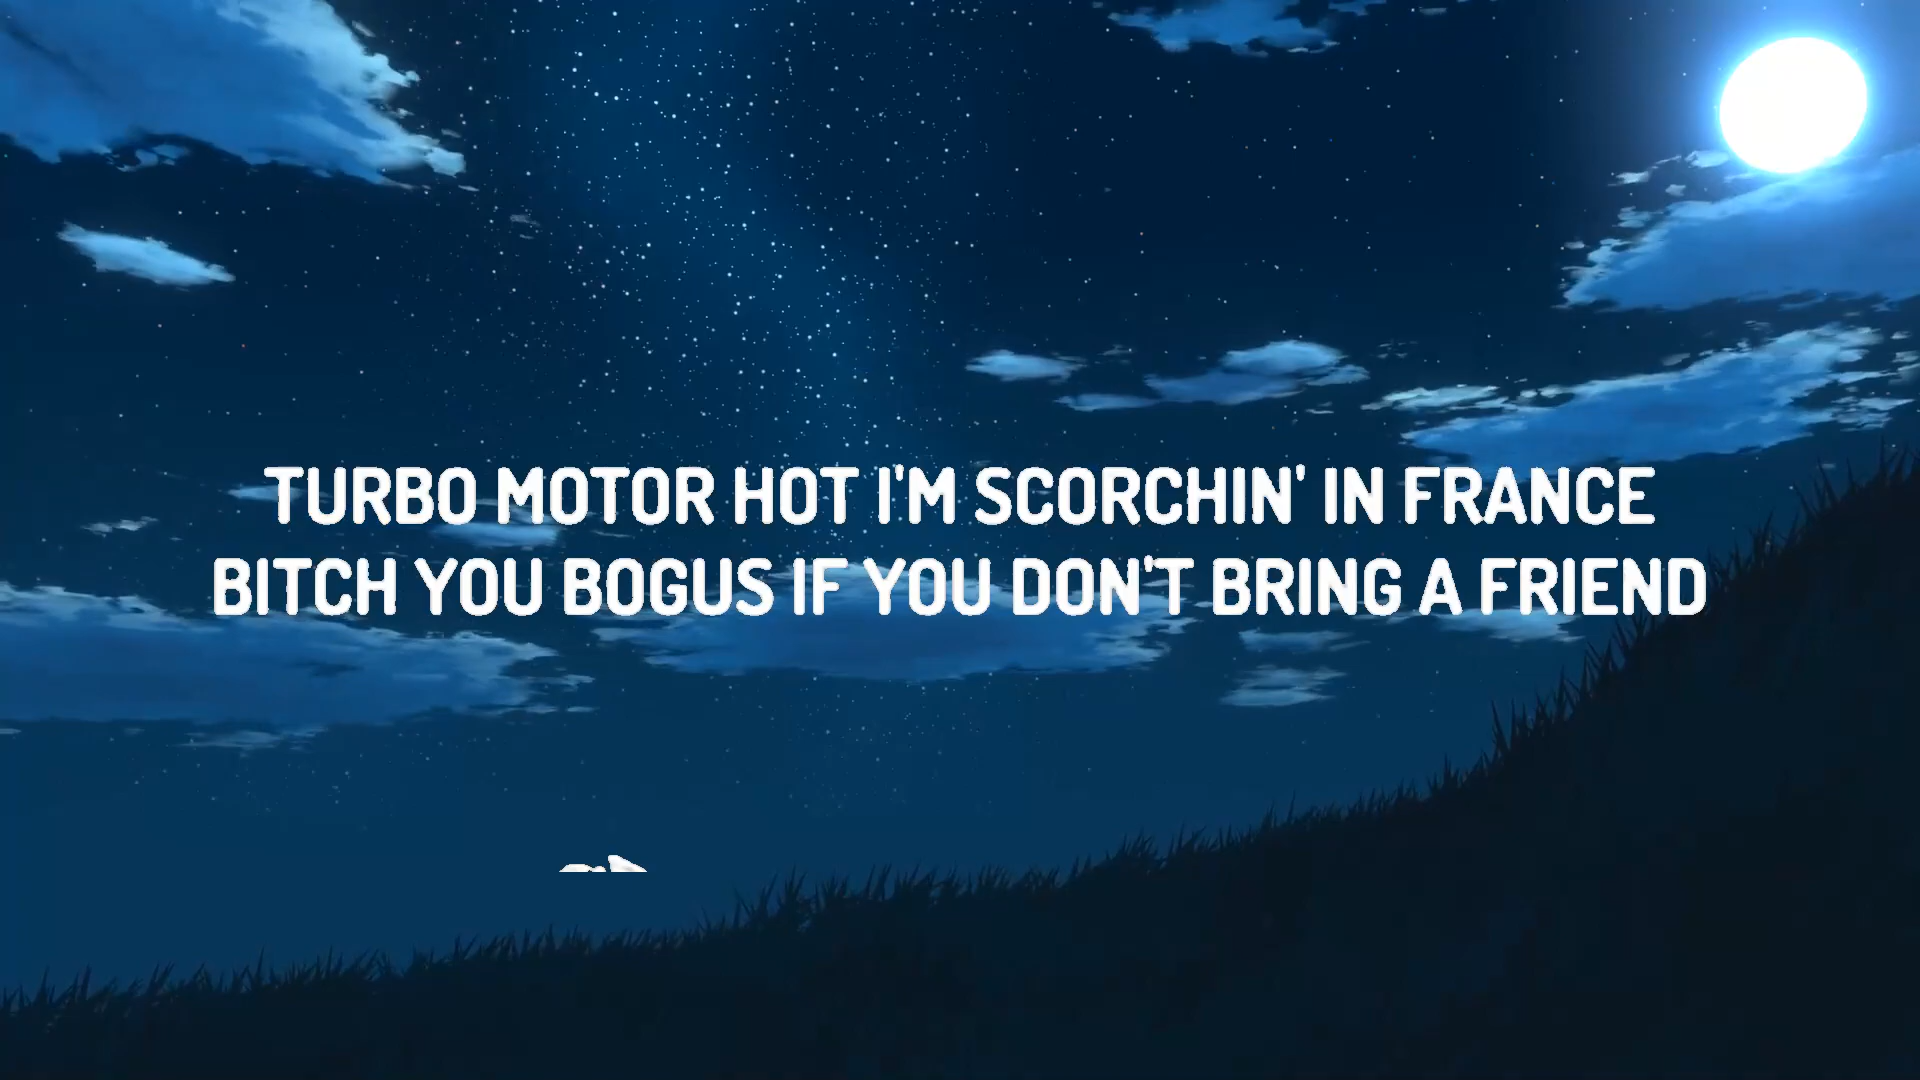 TURBO MOTOR HOT I'M SCORCHIN' IN FRANCE
BITCH YOU BOGUS IF YOU DON'T BRING A FRIEND